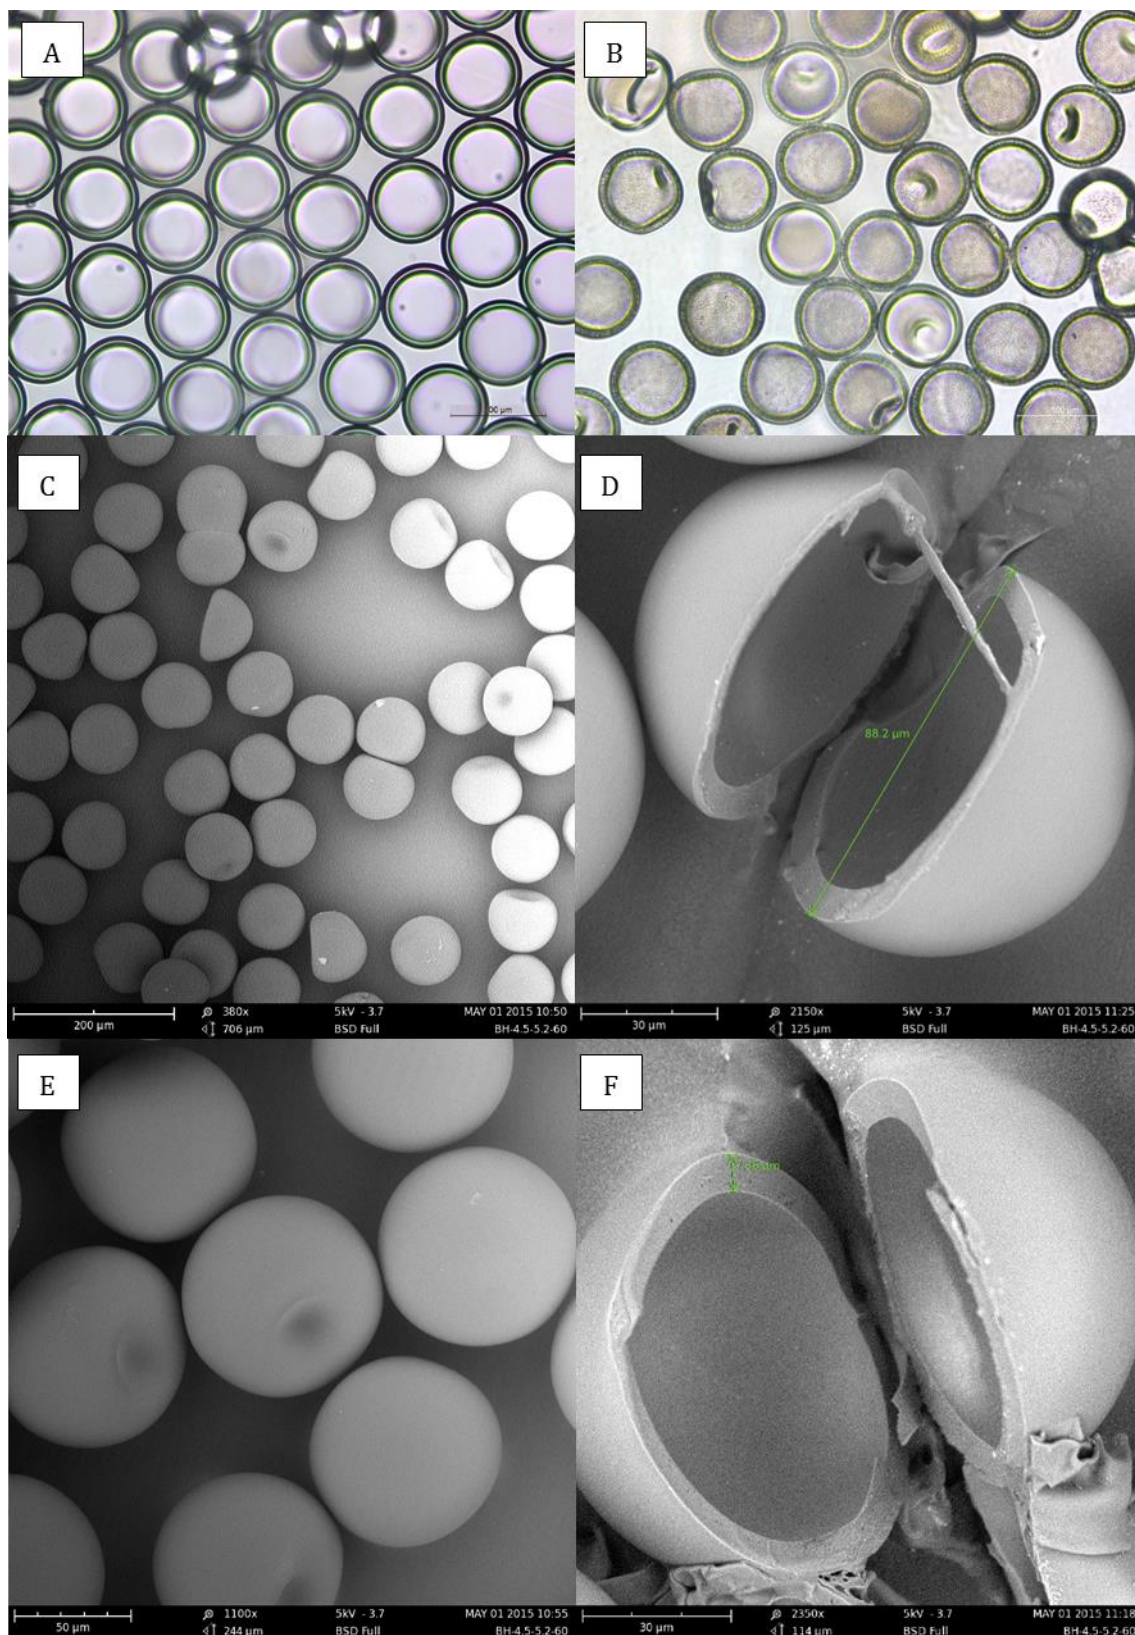 A
B
100 µm
C
D
88.2 µm
200 µm
380x
706 µm
5kV - 3.7
BSD Full
MAY 01 2015 10:50
BH-4.5-5.2-60
30 µm
2150x
125 µm
5kV - 3.7
BSD Full
MAY 01 2015 11:25
BH-4.5-5.2-60
E
F
µm
50 µm
1100x
244 µm
5kV - 3.7
BSD Full
MAY 01 2015 10:55
BH-4.5-5.2-60
30 µm
2350x
114 µm
5kV - 3.7
BSD Full
MAY 01 2015 11:18
BH-4.5-5.2-60